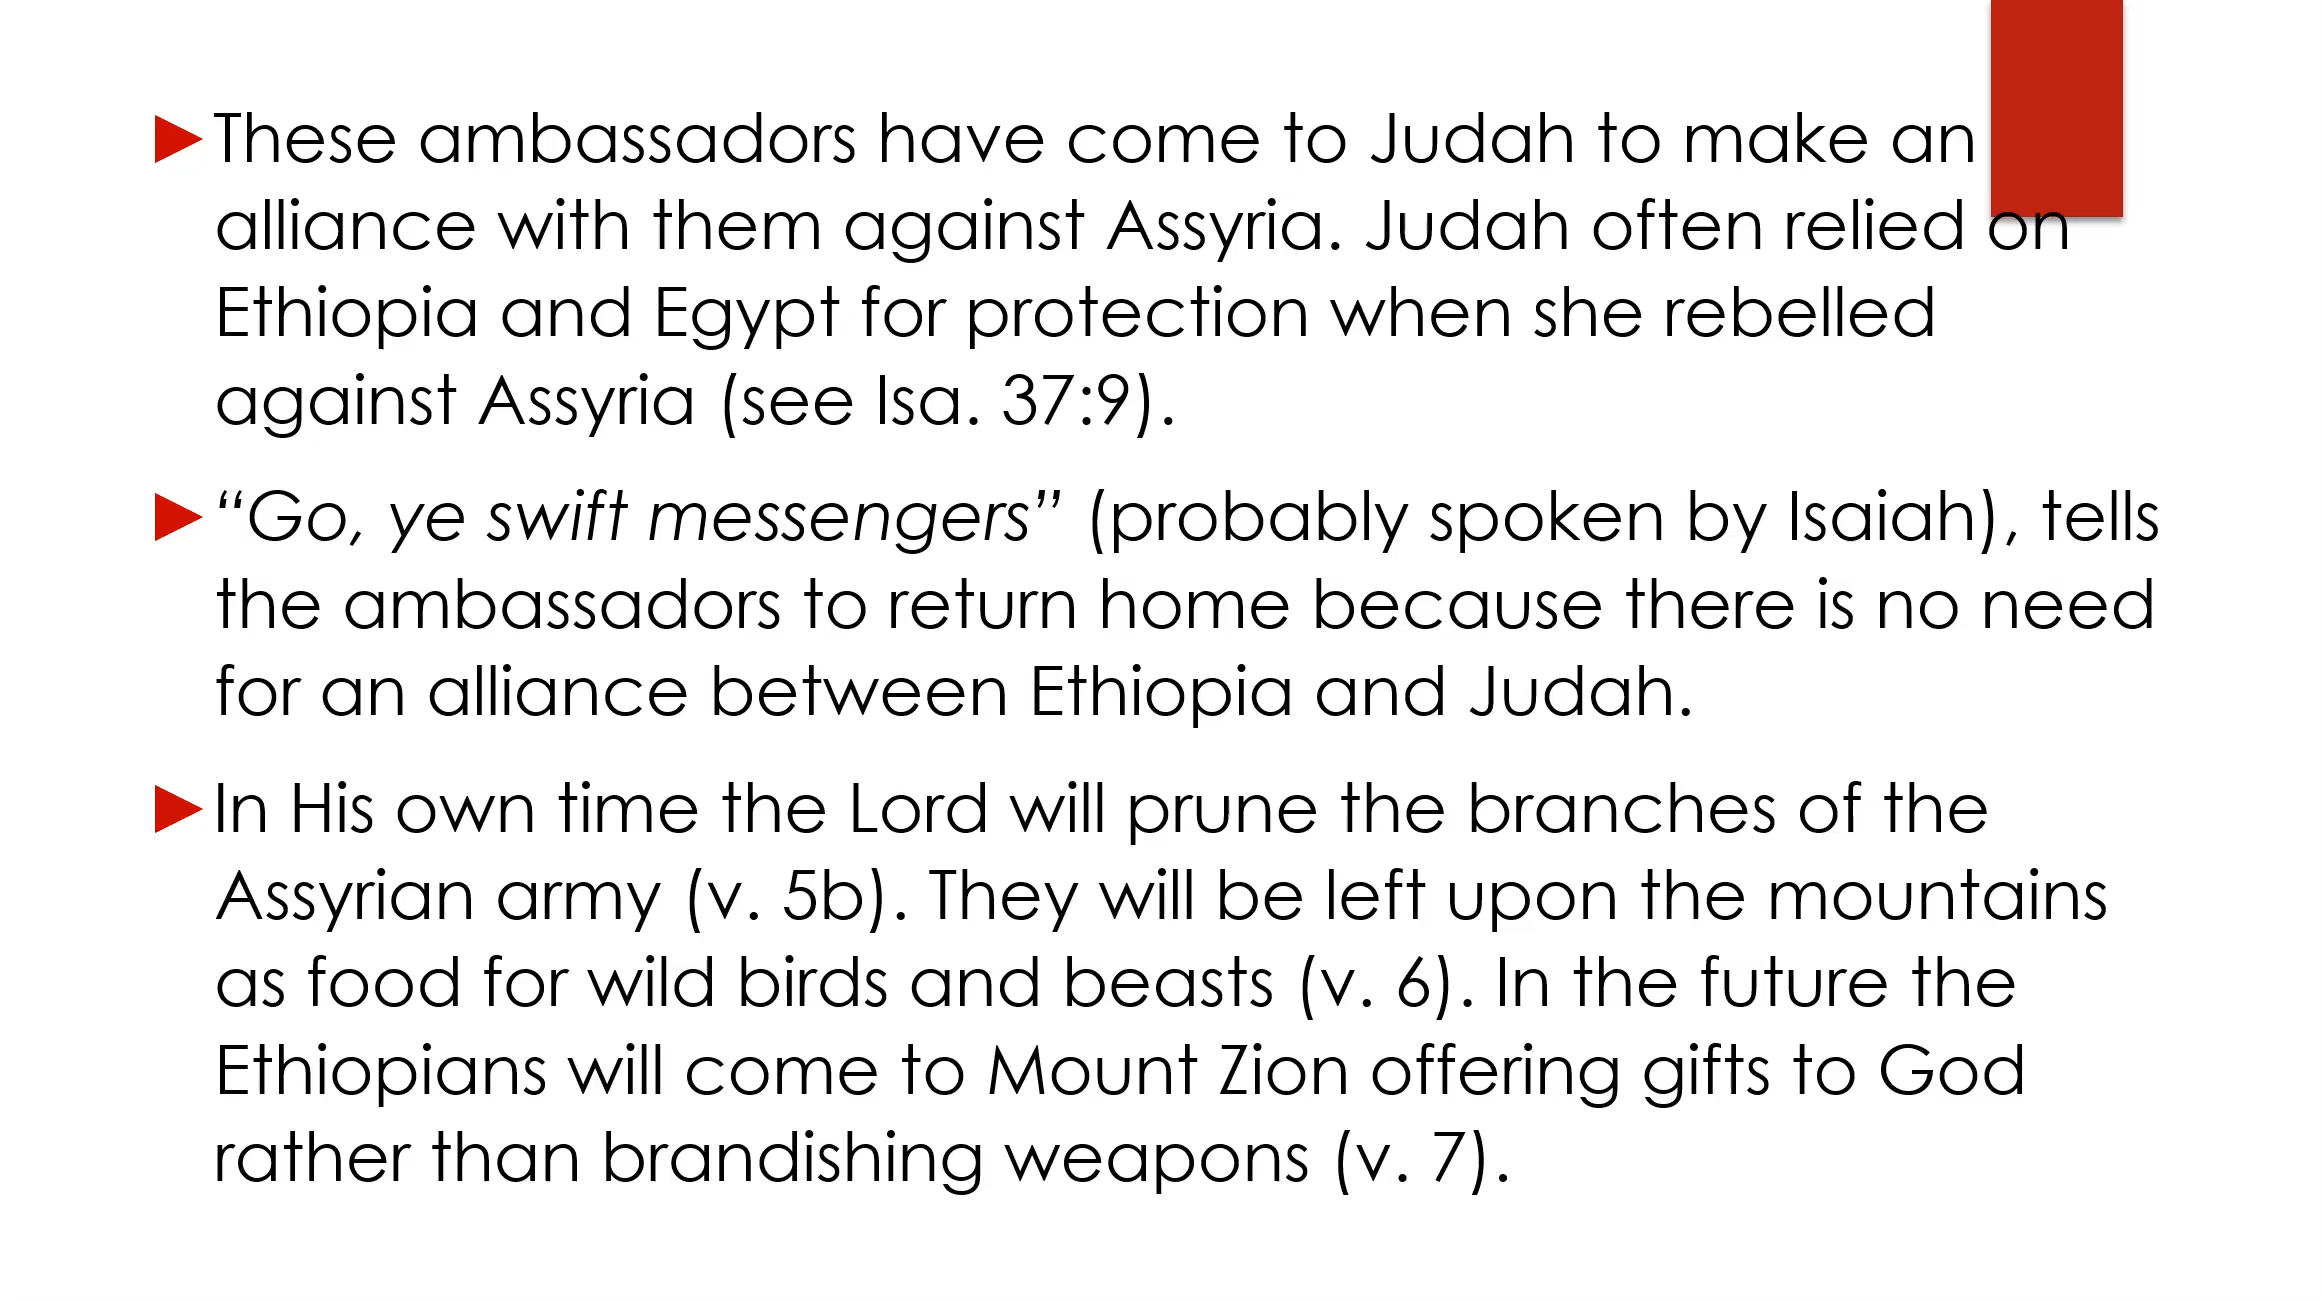 ►These ambassadors have come to Judah to make an
alliance with them against Assyria. Judah often relied on
Ethiopia and Egypt for protection when she rebelled
against Assyria (see Isa. 37:9).
►“Go, ye swift messengers” (probably spoken by Isaiah), tells
the ambassadors to return home because there is no need
for an alliance between Ethiopia and Judah.
►In His own time the Lord will prune the branches of the
Assyrian army (v. 5b). They will be left upon the mountains
as food for wild birds and beasts (v. 6). In the future the
Ethiopians will come to Mount Zion offering gifts to God
rather than brandishing weapons (v. 7).